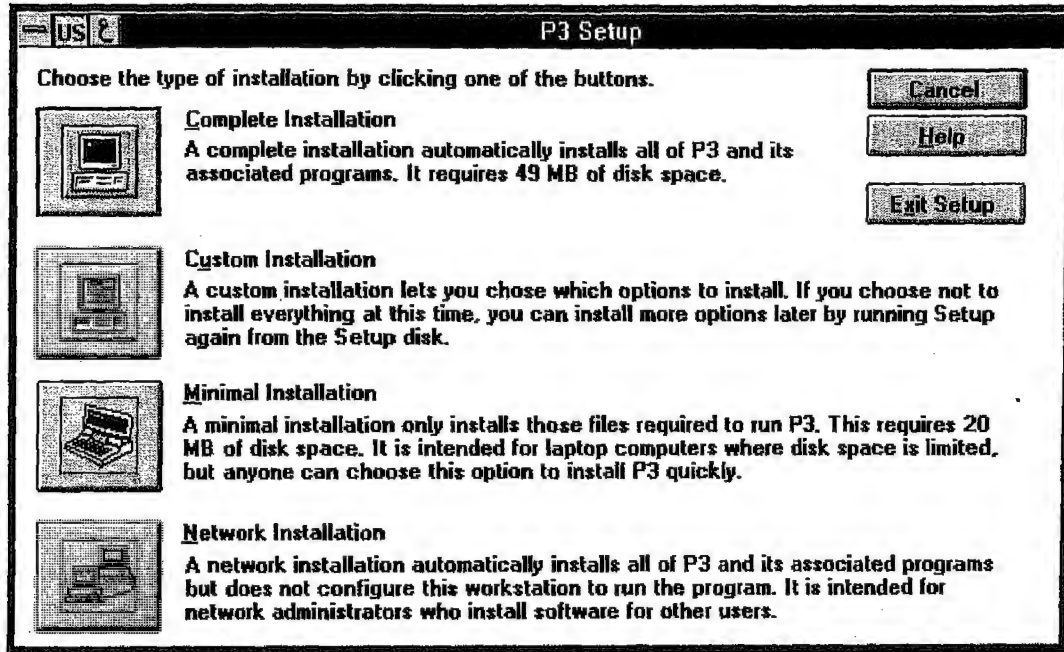 US ع P3 Setup
Choose the type of installation by clicking one of the buttons.
Cancel
Help
Exit Setup
Complete Installation
A complete installation automatically installs all of P3 and its
associated programs. It requires 49 MB of disk space.
Custom Installation
A custom installation lets you chose which options to install. If you choose not to
install everything at this time, you can install more options later by running Setup
again from the Setup disk.
Minimal Installation
A minimal installation only installs those files required to run P3. This requires 20
MB of disk space. It is intended for laptop computers where disk space is limited,
but anyone can choose this option to install P3 quickly.
Network Installation
A network installation automatically installs all of P3 and its associated programs
but does not configure this workstation to run the program. It is intended for
network administrators who install software for other users.